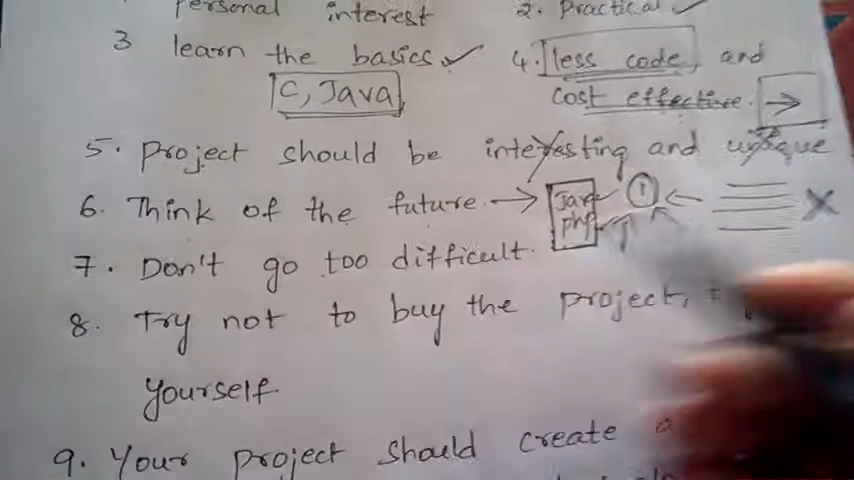 personal interest 2. Practical
3 learn the basics 4. less code, and
C, Java cost effective.
5. project should be interesting and unique
6. Think of the future. Java 1
php
7. Don't go too difficult.
8. Try not to buy the project,
yourself
9. Your project should create